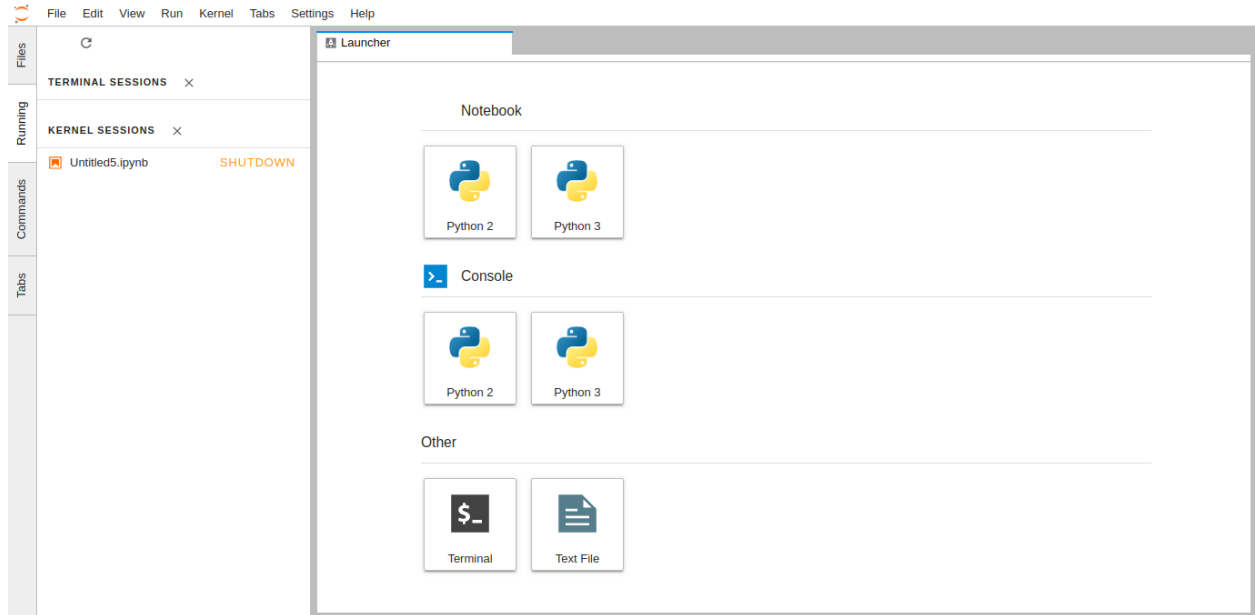 File Edit View Run Kernel Tabs Settings Help
Files
Running
Commands
Tabs
TERMINAL SESSIONS
KERNEL SESSIONS
Untitled5.ipynb SHUTDOWN
Launcher
Notebook
Python 2 Python 3
>_ Console
Python 2 Python 3
Other
$_
Terminal Text File